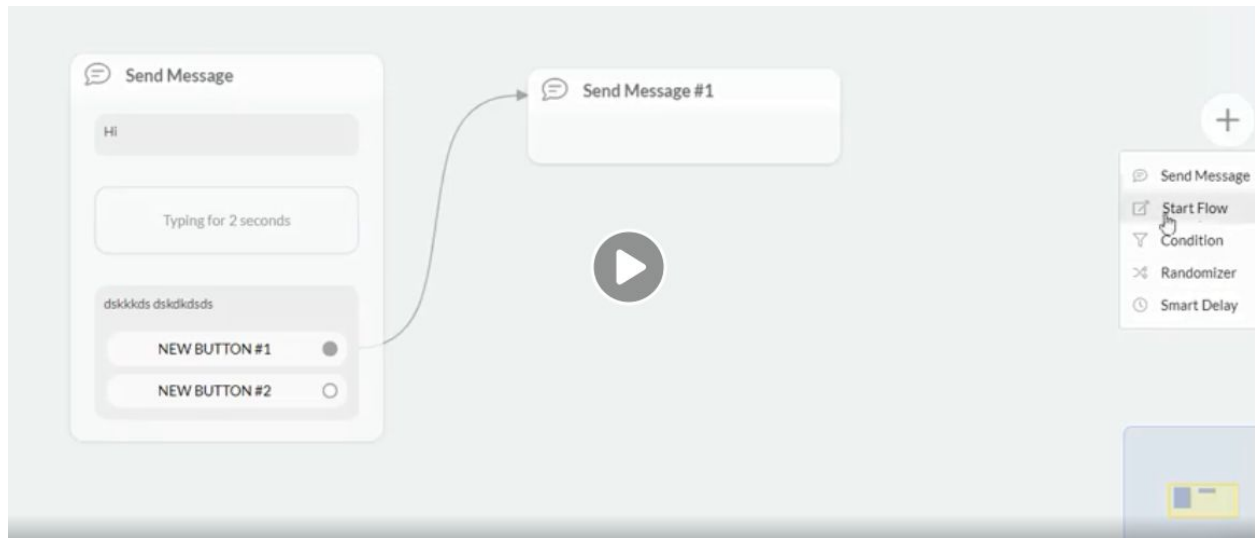 Send Message
Hi
Typing for 2 seconds
dskkkds dskdkdsds
NEW BUTTON #1
NEW BUTTON #2
Send Message #1
Send Message
Start Flow
Condition
Randomizer
Smart Delay